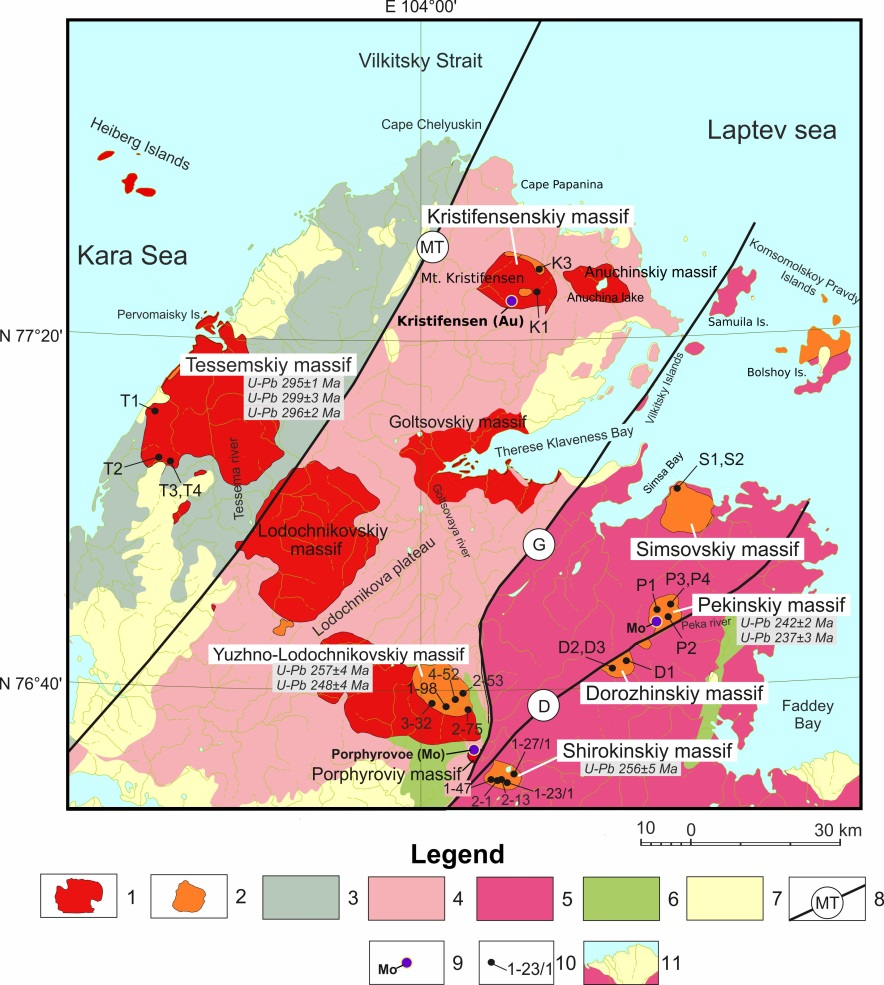 E 104°00'
Vilkitsky Strait
Cape Chelyuskin
Laptev sea
Heiberg Islands
Cape Papanina
Kristifensenskiy massif
Kara Sea
MT
K3
Mt. Kristifensen
Anuchinskiy massif
Anuchina lake
Komsomolskoy Pravdy
Islands
Kristifensen (Au)
K1
Pervomaisky Is.
Samuila Is.
N 77°20'
Tessemskiy massif
U-Pb 295±1 Ma
U-Pb 299±3 Ma
U-Pb 296±2 Ma
Bolshoy Is.
Vilkitsky Islands
T1
Goltsovskiy massif
Therese Klaveness Bay
T2
T3,T4
Tessema river
Goltsovaya river
Simsa Bay
S1,S2
Lodochnikovskiy
massif
G
Simsovskiy massif
Lodochnikova plateau
P1
P3,P4
Pekinskiy massif
Mo
Peka river
U-Pb 242±2 Ma
U-Pb 237±3 Ma
P2
Yuzhno-Lodochnikovskiy massif
U-Pb 257±4 Ma
U-Pb 248±4 Ma
D2,D3
D1
N 76°40'
4-52
2-53
1-98
3-32
2-75
Dorozhinskiy massif
D
Faddey
Bay
Porphyrovoe (Mo)
1-27/1
Shirokinskiy massif
U-Pb 256±5 Ma
Porphyroviy massif
1-47
2-1
2-13
1-23/1
10 0 30 km
Legend
1
2
3
4
5
6
7
MT
8
Mo
9
1-23/1
10
11